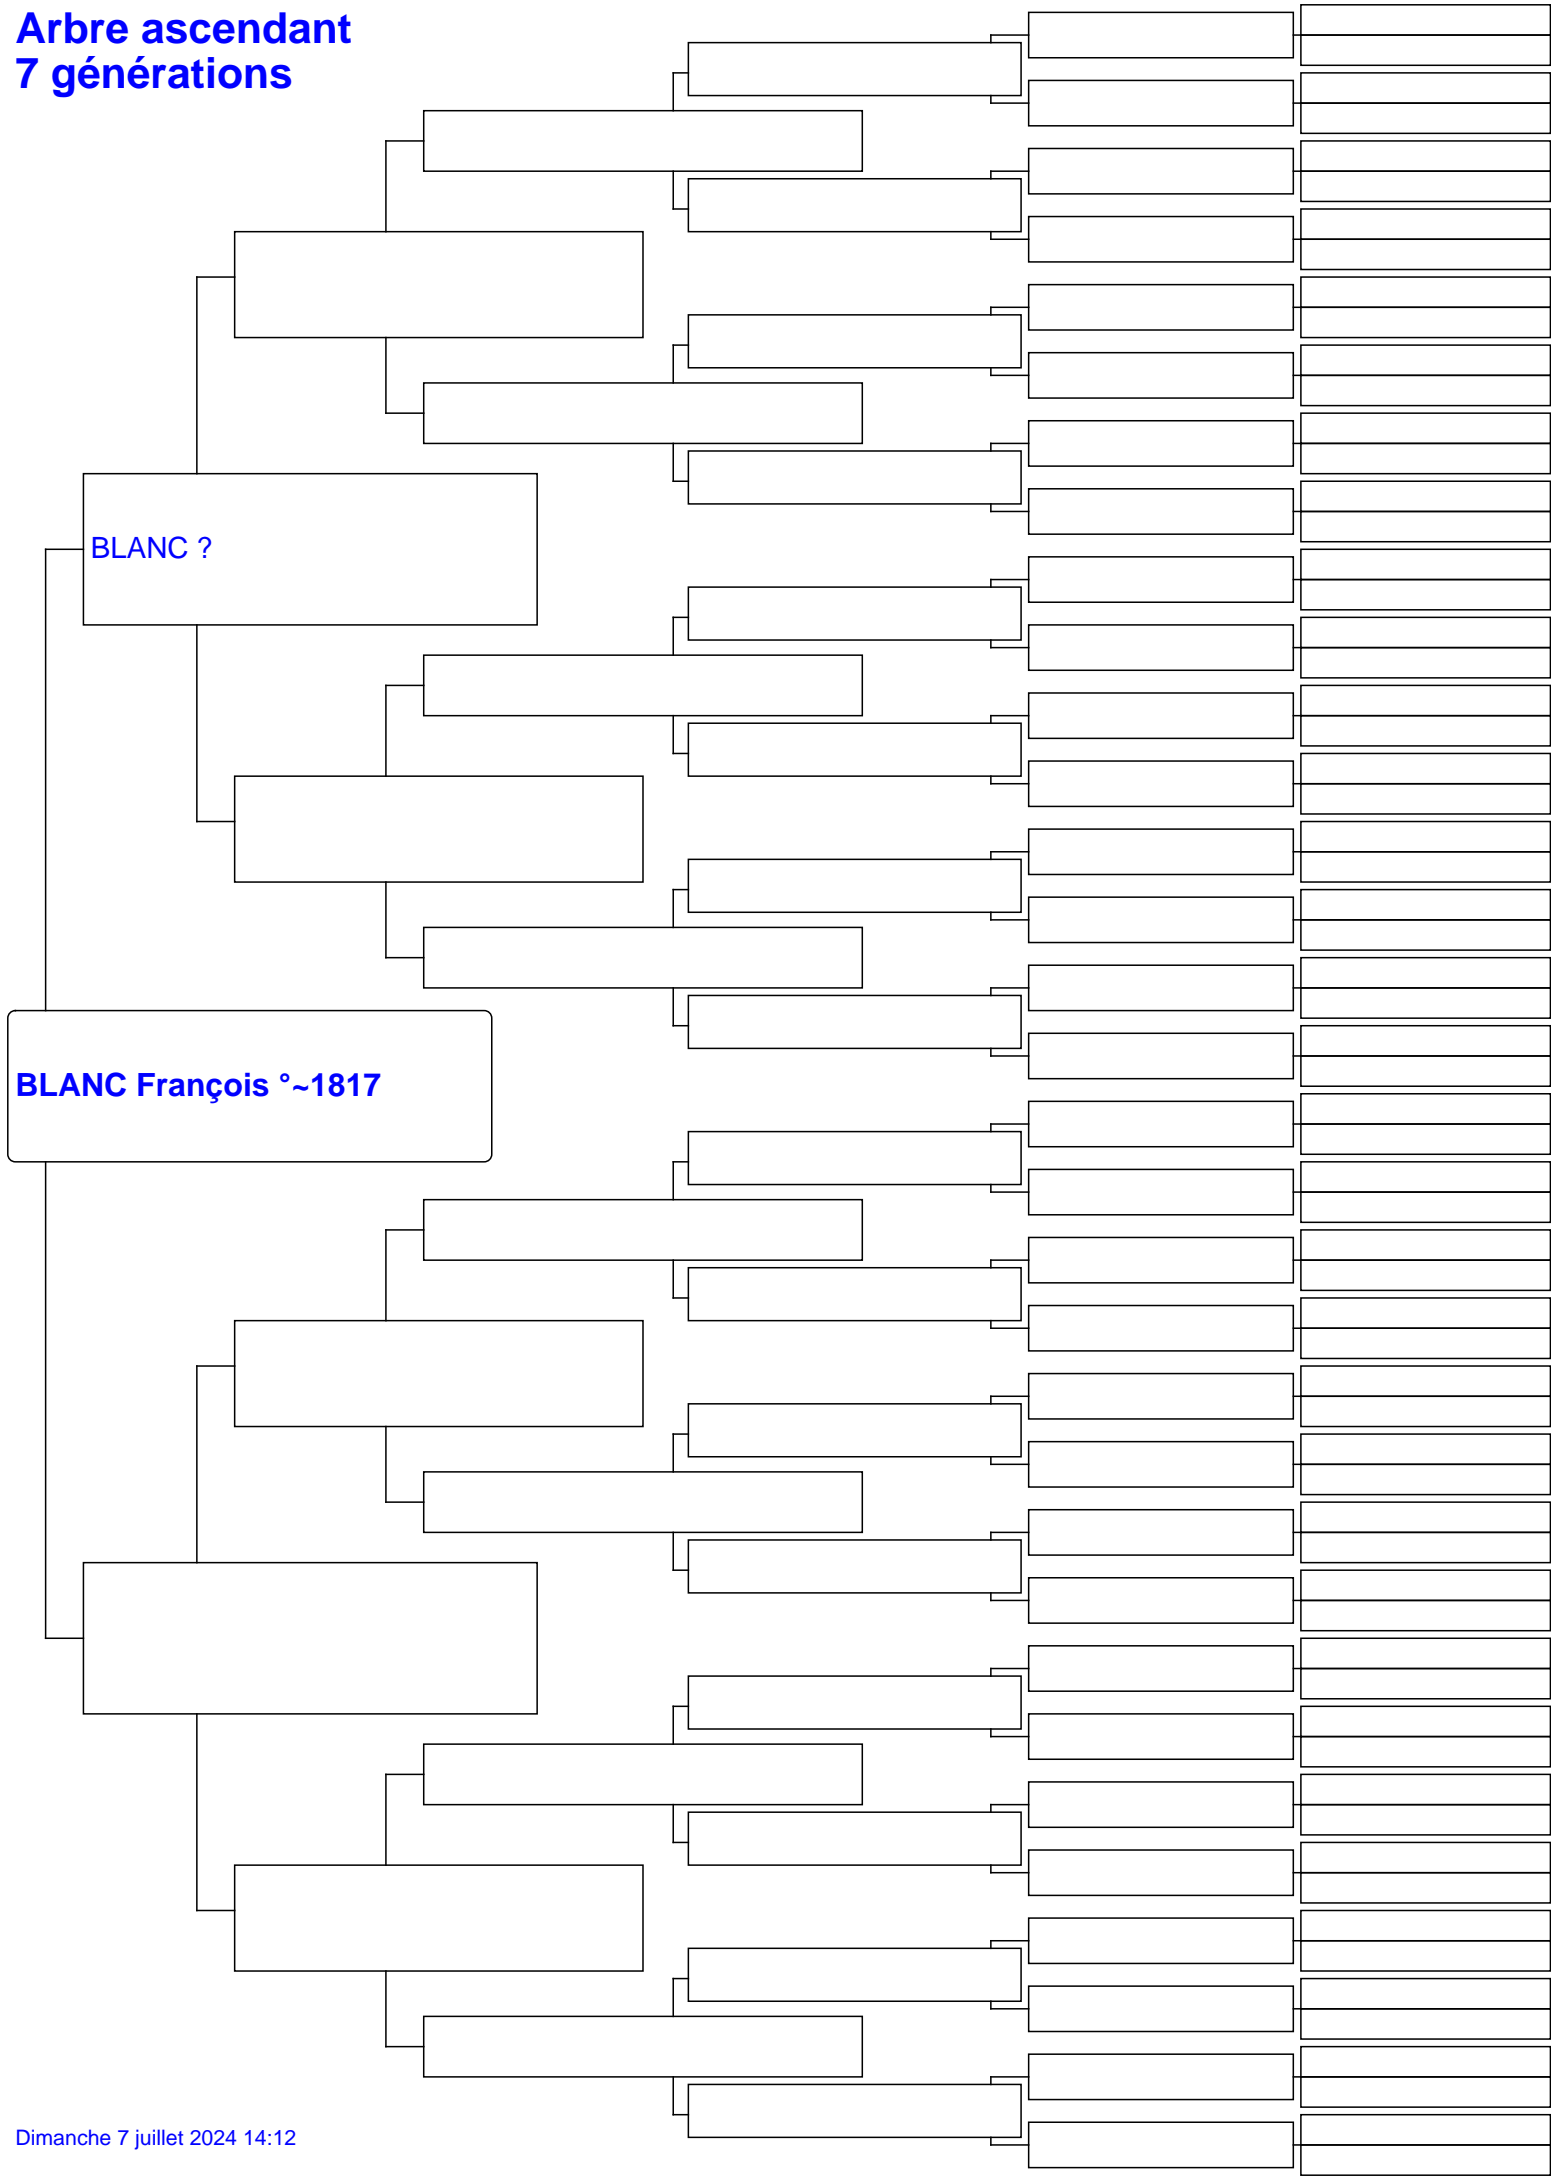 Arbre ascendant
7 générations
BLANC ?
BLANC François °~1817
Dimanche 7 juillet 2024 14:12